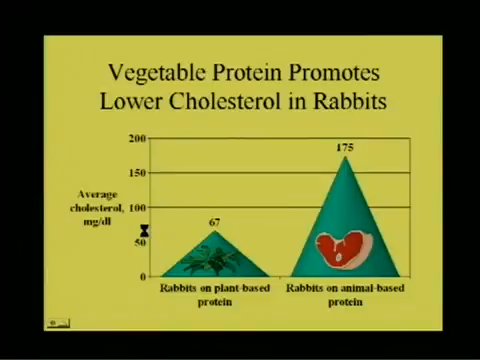 Vegetable Protein Promotes
Lower Cholesterol in Rabbits
200
175
150
Average
cholesterol,
mg/dl
100
67
50
0
Rabbits on plant-based
protein
Rabbits on animal-based
protein